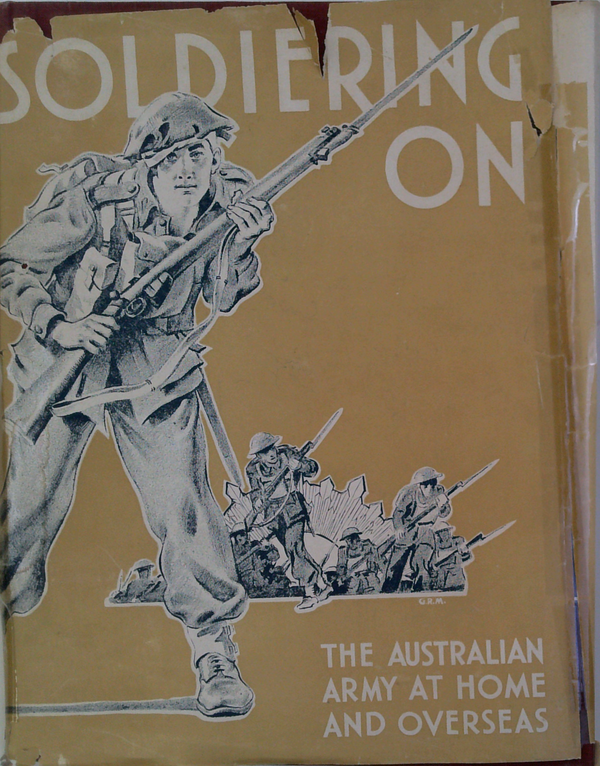 SOLDIERING
ON
G.R.M.
THE AUSTRALIAN
ARMY AT HOME
AND OVERSEAS